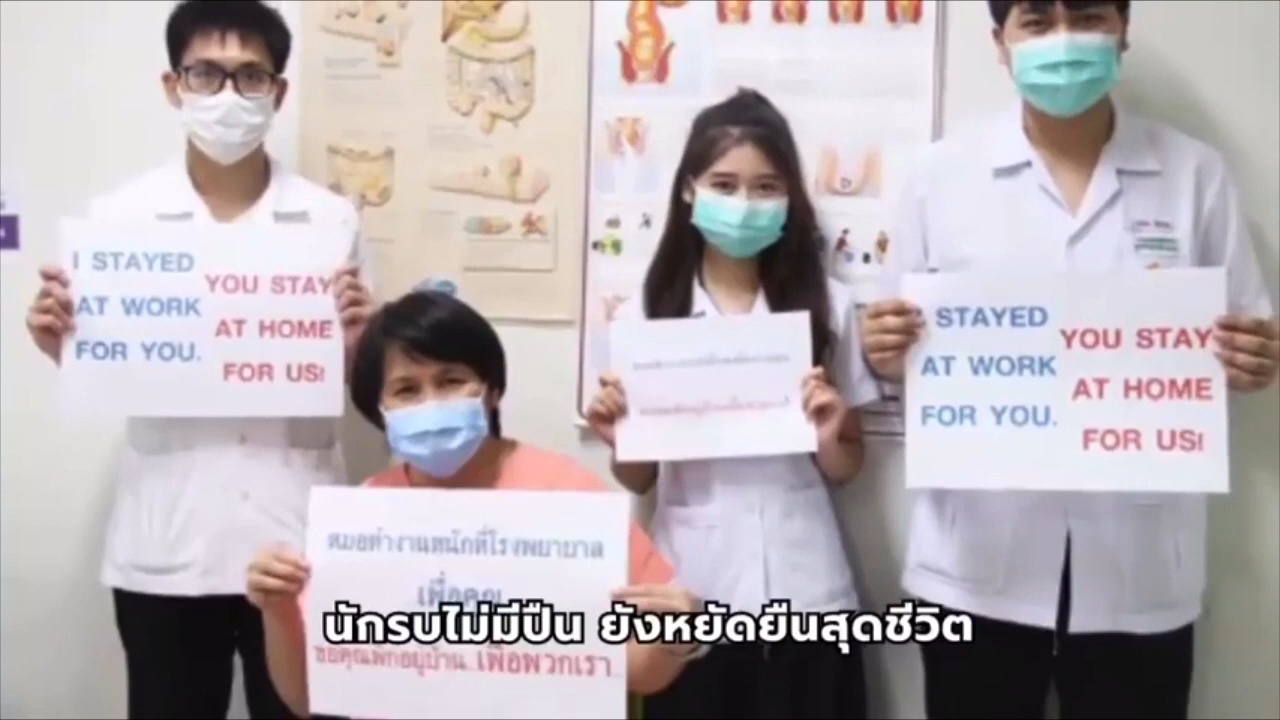 I STAYED
AT WORK
FOR YOU.
YOU STAY
AT HOME
FOR US!
STAYED
AT WORK
FOR YOU.
YOU STAY
AT HOME
FOR US!
หมอทำงานหนักที่โรงพยาบาล
เพื่อคุณ
ขอคุณพักอยู่บ้าน เพื่อพวกเรา
นักรบไม่มีปืน ยังหยัดยืนสุดชีวิต